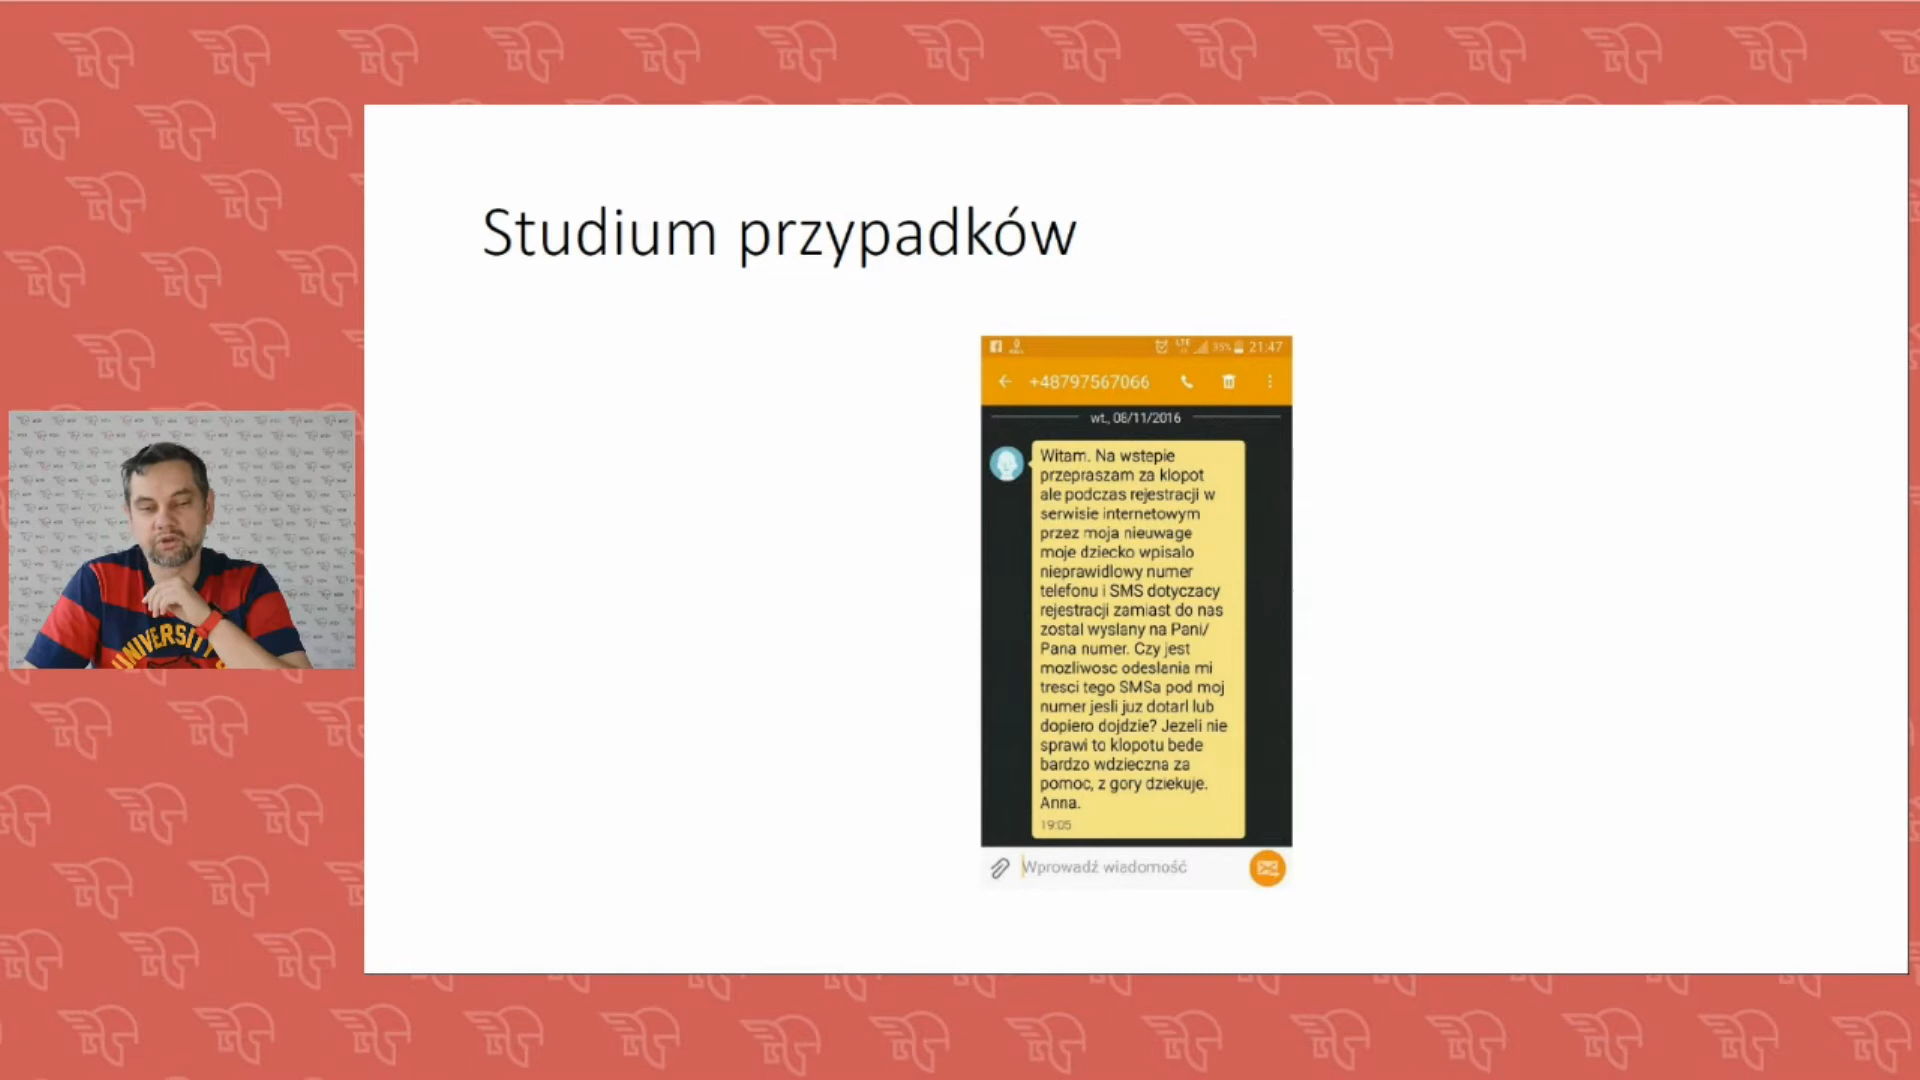 Studium przypadków
35% 21:47
+48797567066
wt., 08/11/2016
Witam. Na wstepie
przepraszam za klopot
ale podczas rejestracji w
serwisie internetowym
przez moja nieuwage
moje dziecko wpisalo
nieprawidlowy numer
telefonu i SMS dotyczacy
rejestracji zamiast do nas
zostal wyslany na Pani/
Pana numer. Czy jest
mozliwosc odeslania mi
tresci tego SMSa pod moj
numer jesli juz dotarl lub
dopiero dojdzie? Jezeli nie
sprawi to klopotu bede
bardzo wdzieczna za
pomoc, z gory dziekuje.
Anna.
19:05
Wprowadź wiadomość
UNIVERSITY